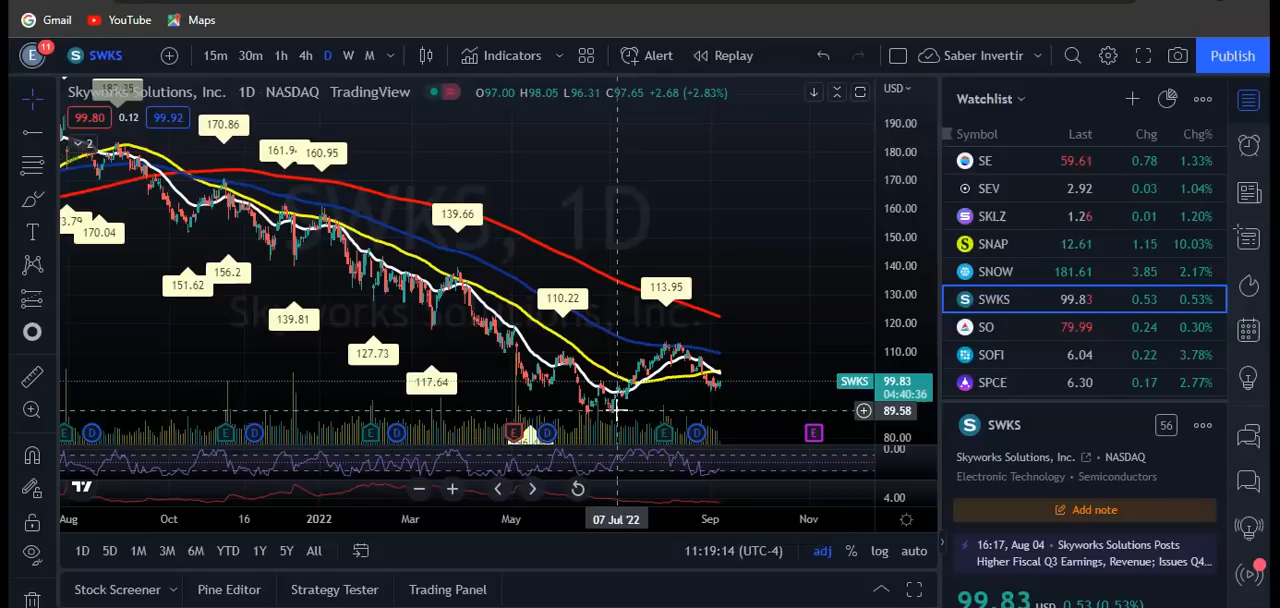 Gmail YouTube Maps
E 11 SWKS 15m 30m 1h 4h D W M Indicators Alert Replay Saber Invertir Publish
Skyworks Solutions, Inc. 1D NASDAQ TradingView O97.00 H98.05 L96.31 C97.65 +2.68 (+2.83%) USD
99.80 0.12 99.92
2
190.00
180.00
170.00
160.00
150.00
140.00
130.00
120.00
110.00
SWKS 99.83
04:40:36
89.58
80.00
0.00
4.00
SWKS, 1D
Skyworks Solutions, Inc.
170.86
161.94 160.95
139.66
170.04
151.62 156.2
139.81
127.73
117.64
110.22
113.95
E D E D E D E D E D E
Aug Oct 16 2022 Mar May 07 Jul '22 Sep Nov
1D 5D 1M 3M 6M YTD 1Y 5Y All 11:19:14 (UTC-4) adj % log auto
Stock Screener Pine Editor Strategy Tester Trading Panel
Watchlist
Symbol Last Chg Chg%
SE 59.61 0.78 1.33%
SEV 2.92 0.03 1.04%
SKLZ 1.26 0.01 1.20%
SNAP 12.61 1.15 10.03%
SNOW 181.61 3.85 2.17%
SWKS 99.83 0.53 0.53%
SO 79.99 0.24 0.30%
SOFI 6.04 0.22 3.78%
SPCE 6.30 0.17 2.77%
SWKS 56
Skyworks Solutions, Inc. • NASDAQ
Electronic Technology • Semiconductors
Add note
16:17, Aug 04 • Skyworks Solutions Posts
Higher Fiscal Q3 Earnings, Revenue; Issues Q4...
99.83 USD 0.53 (0.53%)